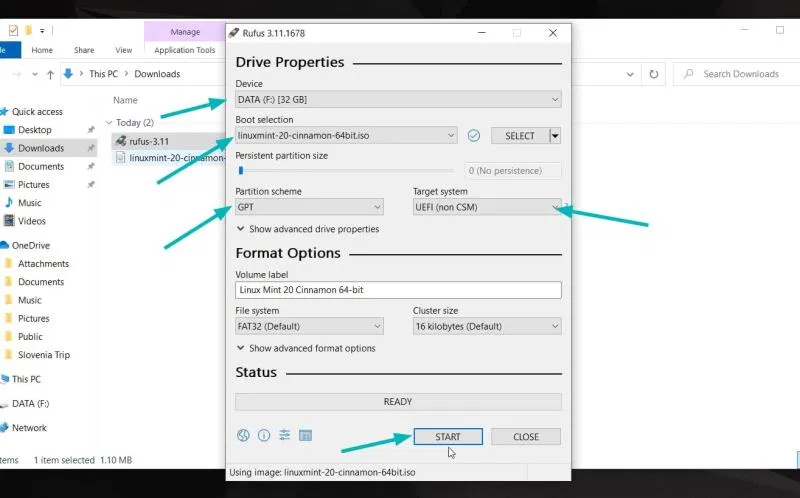 Manage
Rufus 3.11.1678
Home
Share
View
Application Tools
This PC
Downloads
Search Downloads
Quick access
Desktop
Downloads
Documents
Pictures
Music
Videos
OneDrive
Attachments
Documents
Music
Pictures
Public
Slovenia Trip
This PC
DATA (F:)
Network
1 item selected 1.10 MB
Name
Today (2)
rufus-3.11
linuxmint-20-cinnamon-
Drive Properties
Device
DATA (F:) [32 GB]
Boot selection
linuxmint-20-cinnamon-64bit.iso
SELECT
Persistent partition size
0 (No persistence)
Partition scheme
Target system
GPT
UEFI (non CSM)
?
Show advanced drive properties
Format Options
Volume label
Linux Mint 20 Cinnamon 64-bit
File system
Cluster size
FAT32 (Default)
16 kilobytes (Default)
Show advanced format options
Status
READY
START
CLOSE
Using image: linuxmint-20-cinnamon-64bit.iso